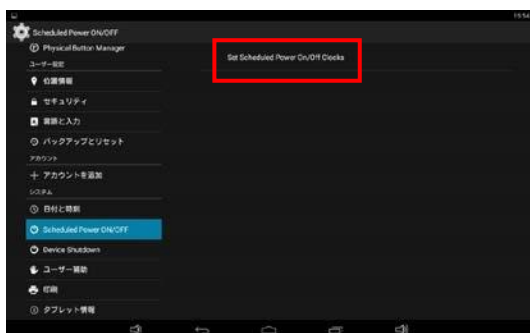 15:54
Scheduled Power ON/OFF
Physical Button Manager
ユーザー設定
位置情報
セキュリティ
言語と入力
バックアップとリセット
アカウント
アカウントを追加
システム
日付と時刻
Scheduled Power ON/OFF
Device Shutdown
ユーザー補助
印刷
タブレット情報
Set Scheduled Power On/Off Clocks